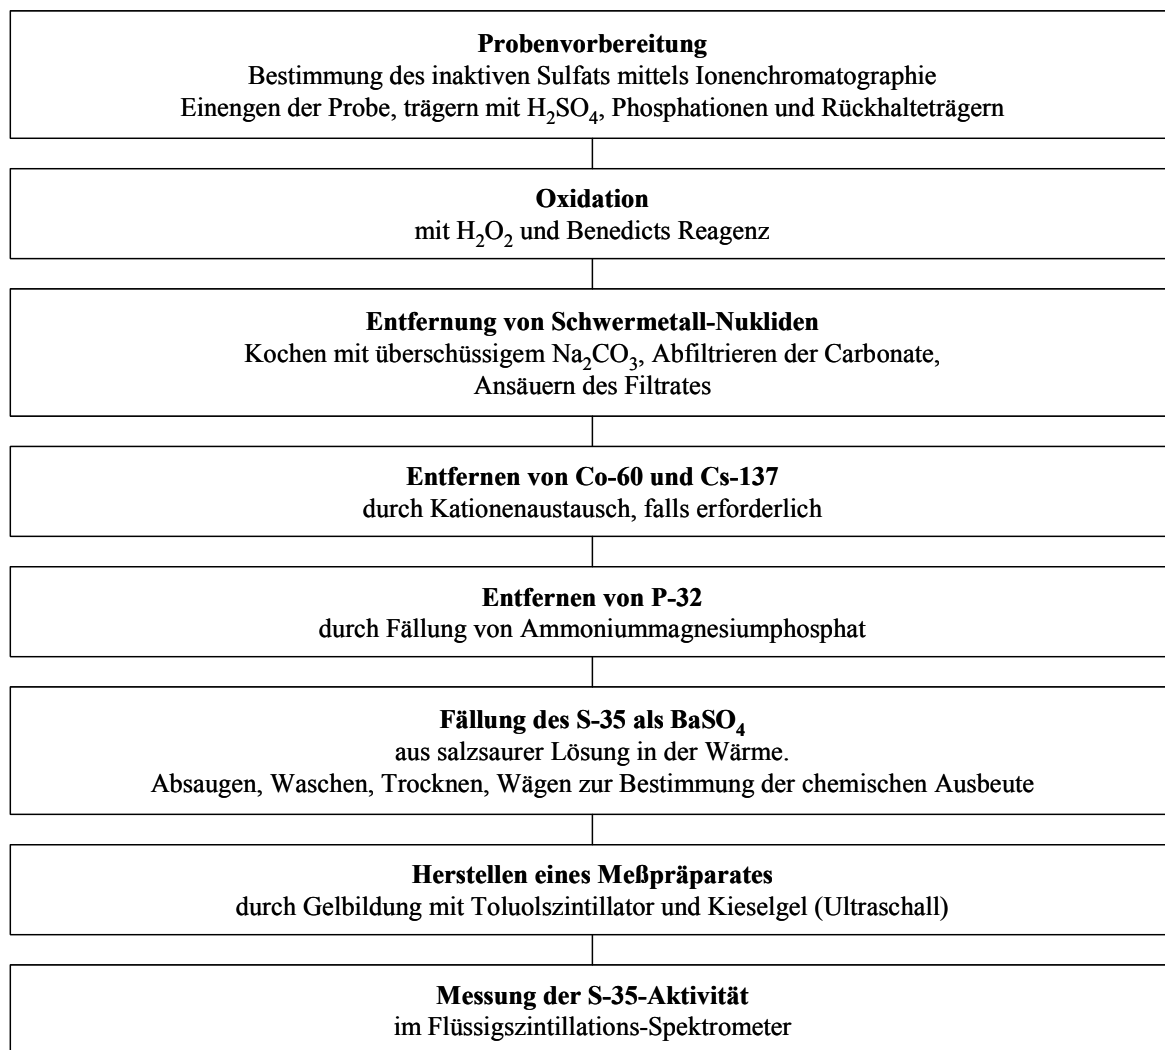 Probenvorbereitung
Bestimmung des inaktiven Sulfats mittels Ionenchromatographie
Einengen der Probe, trägern mit H₂SO₄, Phosphationen und Rückhalteträgern
Oxidation
mit H₂O₂ und Benedicts Reagenz
Entfernung von Schwermetall-Nukliden
Kochen mit überschüssigem Na₂CO₃, Abfiltrieren der Carbonate,
Ansäuern des Filtrates
Entfernen von Co-60 und Cs-137
durch Kationenaustausch, falls erforderlich
Entfernen von P-32
durch Fällung von Ammoniummagnesiumphosphat
Fällung des S-35 als BaSO₄
aus salzsaurer Lösung in der Wärme.
Absaugen, Waschen, Trocknen, Wägen zur Bestimmung der chemischen Ausbeute
Herstellen eines Meßpräparates
durch Gelbildung mit Toluolszintillator und Kieselgel (Ultraschall)
Messung der S-35-Aktivität
im Flüssigszintillations-Spektrometer